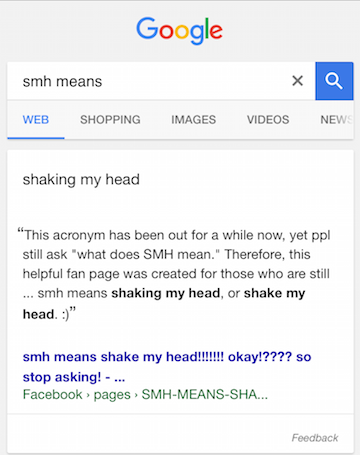 Google
smh means ×
WEB SHOPPING IMAGES VIDEOS NEWS
shaking my head
“This acronym has been out for a while now, yet ppl
still ask "what does SMH mean." Therefore, this
helpful fan page was created for those who are still
... smh means shaking my head, or shake my
head. :)”
smh means shake my head!!!!!!! okay!???? so
stop asking! - ...
Facebook › pages › SMH-MEANS-SHA...
Feedback